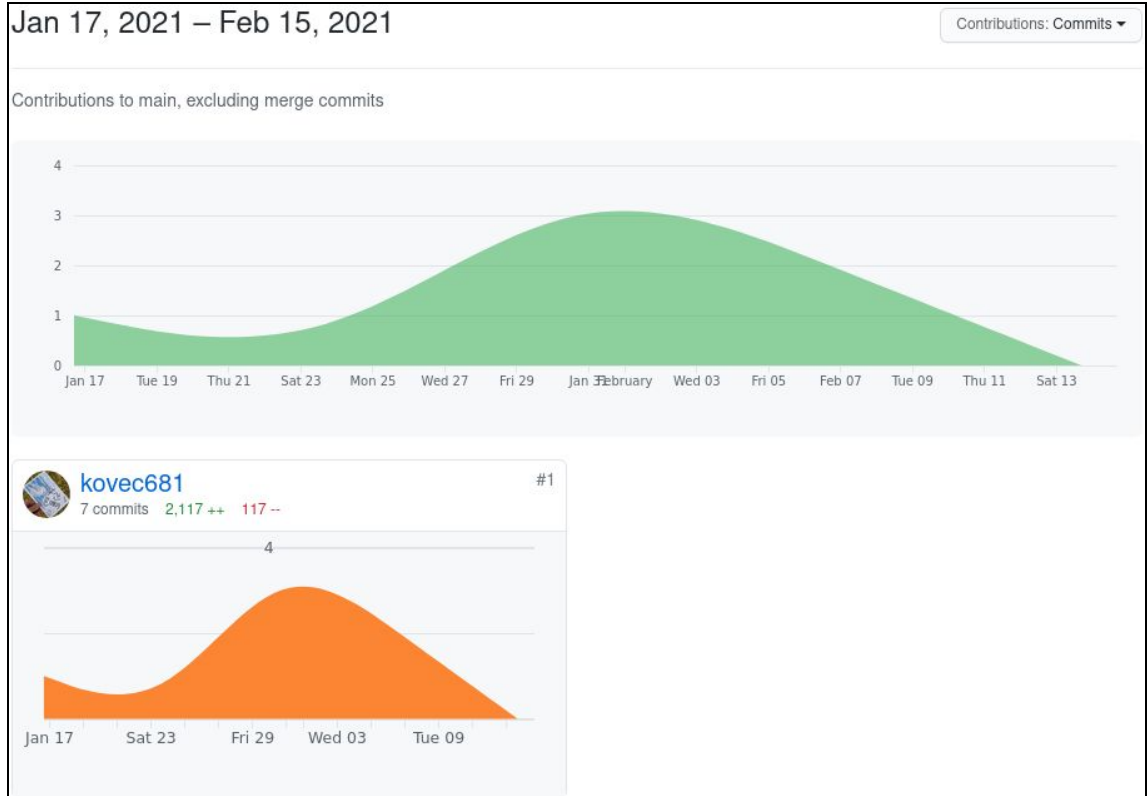 Jan 17, 2021 – Feb 15, 2021
Contributions: Commits
Contributions to main, excluding merge commits
4
3
2
1
0
Jan 17 Tue 19 Thu 21 Sat 23 Mon 25 Wed 27 Fri 29 Jan 31 February Wed 03 Fri 05 Feb 07 Tue 09 Thu 11 Sat 13
kovec681 #1
7 commits 2,117 ++ 117 --
4
Jan 17 Sat 23 Fri 29 Wed 03 Tue 09